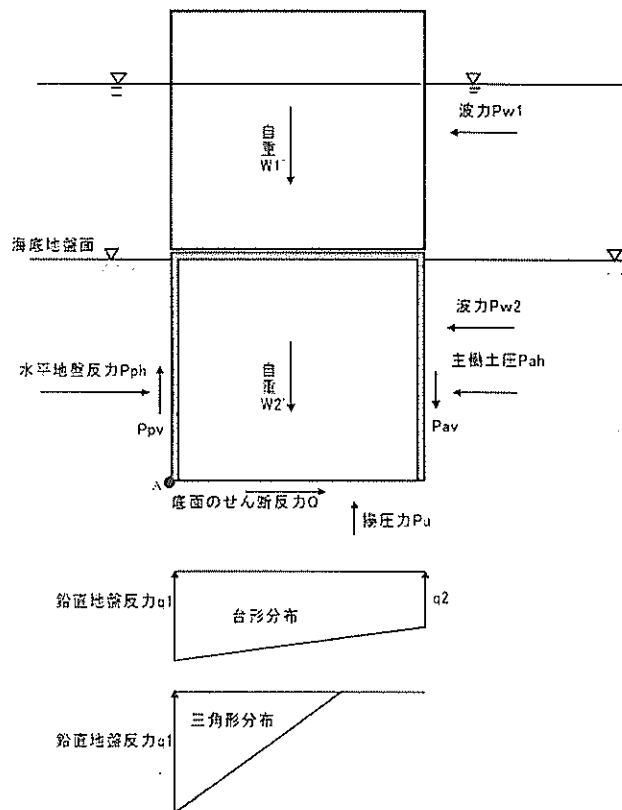 波力Pw1
自重
W1'
海底地盤面
波力Pw2
水平地盤反力Pph
主働土圧Pah
自重
W2'
Ppv
Pav
A
底面のせん断反力Q
揚圧力Pu
鉛直地盤反力q1
台形分布
q2
三角形分布
鉛直地盤反力q1